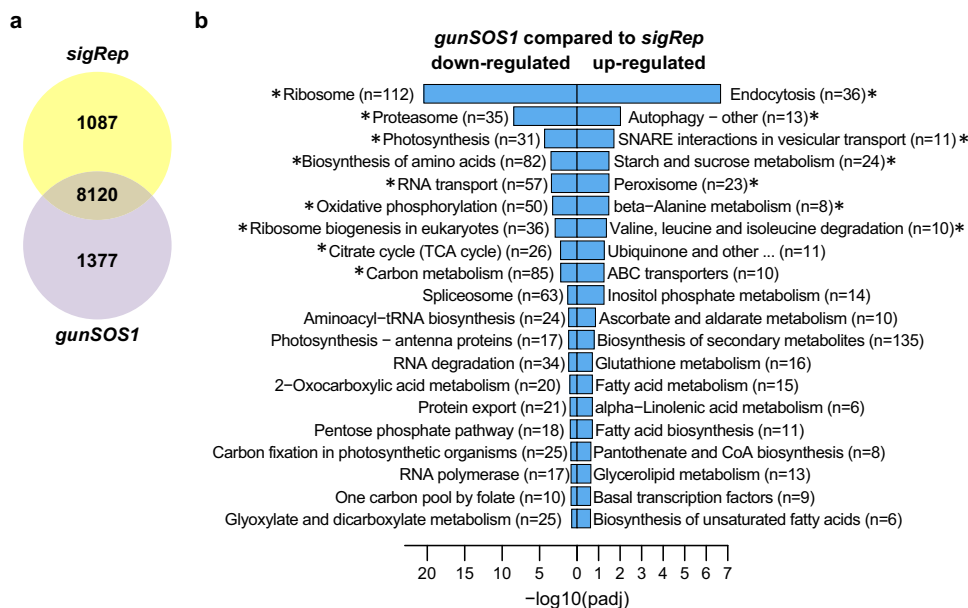 a
sigRep
1087
8120
1377
gunSOS1
b
gunSOS1 compared to sigRep
down-regulated up-regulated
*Ribosome (n=112) Endocytosis (n=36)*
*Proteasome (n=35) Autophagy − other (n=13)*
*Photosynthesis (n=31) SNARE interactions in vesicular transport (n=11)*
*Biosynthesis of amino acids (n=82) Starch and sucrose metabolism (n=24)*
*RNA transport (n=57) Peroxisome (n=23)*
*Oxidative phosphorylation (n=50) beta-Alanine metabolism (n=8)*
*Ribosome biogenesis in eukaryotes (n=36) Valine, leucine and isoleucine degradation (n=10)*
*Citrate cycle (TCA cycle) (n=26) Ubiquinone and other ... (n=11)
*Carbon metabolism (n=85) ABC transporters (n=10)
Spliceosome (n=63) Inositol phosphate metabolism (n=14)
Aminoacyl−tRNA biosynthesis (n=24) Ascorbate and aldarate metabolism (n=10)
Photosynthesis − antenna proteins (n=17) Biosynthesis of secondary metabolites (n=135)
RNA degradation (n=34) Glutathione metabolism (n=16)
2−Oxocarboxylic acid metabolism (n=20) Fatty acid metabolism (n=15)
Protein export (n=21) alpha−Linolenic acid metabolism (n=6)
Pentose phosphate pathway (n=18) Fatty acid biosynthesis (n=11)
Carbon fixation in photosynthetic organisms (n=25) Pantothenate and CoA biosynthesis (n=8)
RNA polymerase (n=17) Glycerolipid metabolism (n=13)
One carbon pool by folate (n=10) Basal transcription factors (n=9)
Glyoxylate and dicarboxylate metabolism (n=25) Biosynthesis of unsaturated fatty acids (n=6)
20 15 10 5 0 1 2 3 4 5 6 7
−log10(padj)